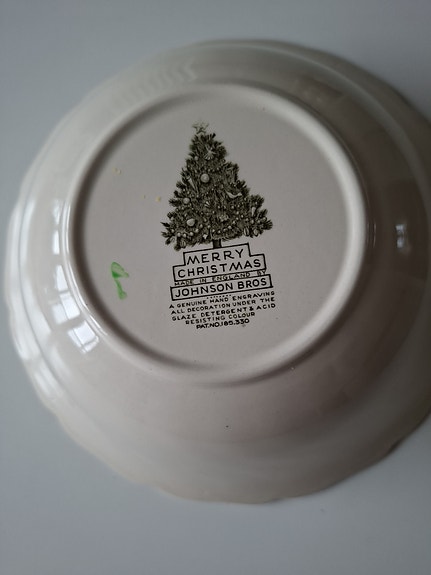 MERRY
CHRISTMAS
MADE IN ENGLAND BY
JOHNSON BROS
A GENUINE HAND ENGRAVING
ALL DECORATION UNDER THE
GLAZE DETERGENT & ACID
RESISTING COLOUR
PAT.NO.185,330